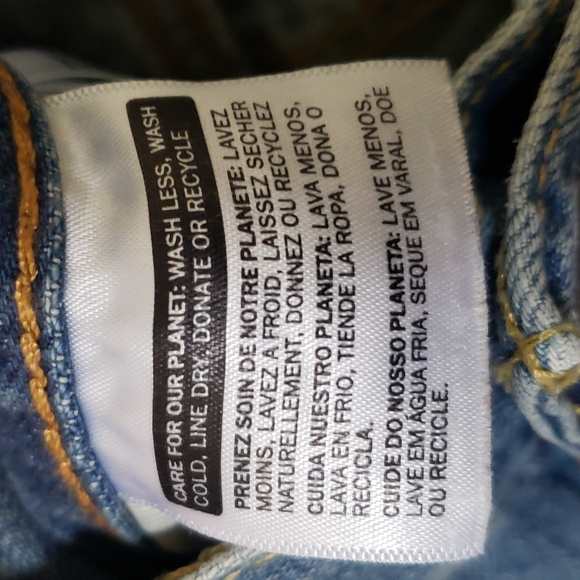 CARE FOR OUR PLANET: WASH LESS, WASH
COLD, LINE DRY, DONATE OR RECYCLE
PRENEZ SOIN DE NOTRE PLANETE: LAVEZ
MOINS, LAVEZ A FROID, LAISSEZ SECHER
NATURELLEMENT, DONNEZ OU RECYCLEZ
CUIDA NUESTRO PLANETA: LAVA MENOS,
LAVA EN FRIO, TIENDE LA ROPA, DONA O
RECICLA.
CUIDE DO NOSSO PLANETA: LAVE MENOS,
LAVE EM ÁGUA FRIA, SEQUE EM VARAL, DOE
OU RECICLE.